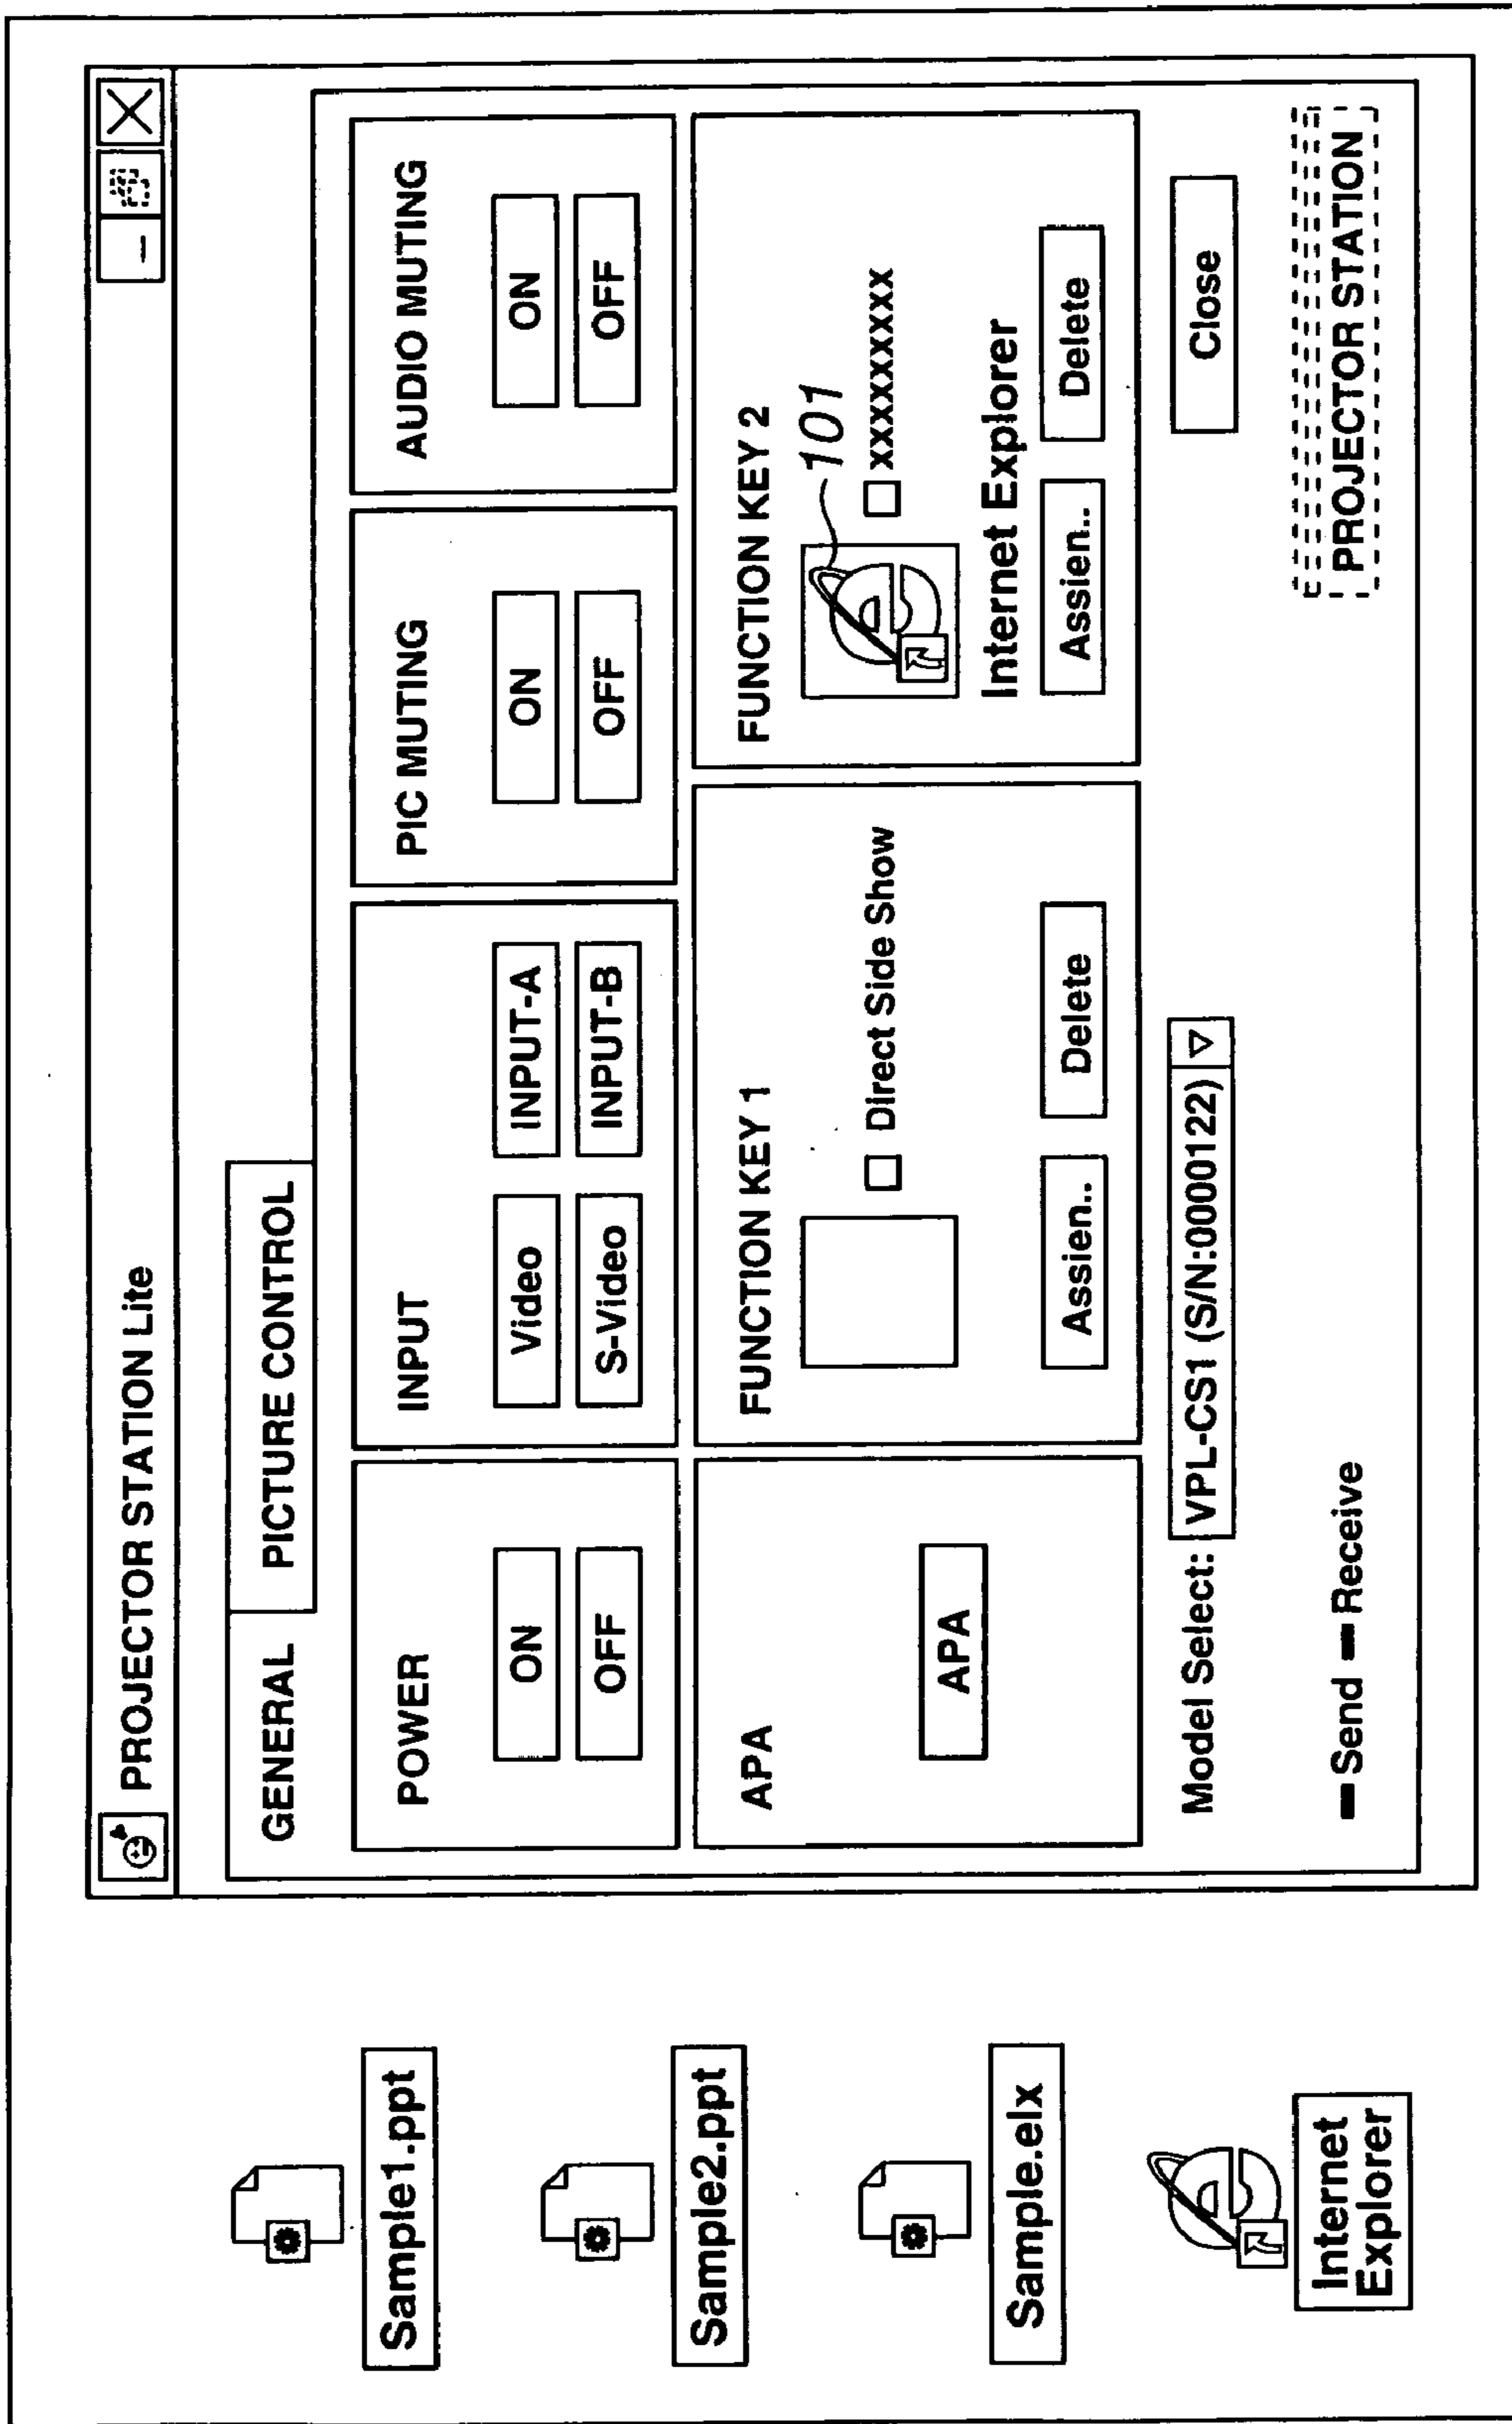 PROJECTOR STATION Lite
GENERAL
PICTURE CONTROL
POWER
ON
OFF
INPUT
Video
INPUT-A
S-Video
INPUT-B
PIC MUTING
ON
OFF
AUDIO MUTING
ON
OFF
APA
APA
FUNCTION KEY 1
Direct Side Show
Assien..
Delete
FUNCTION KEY 2
101
xxxxxxxxx
Internet Explorer
Assien..
Delete
Model Select: VPL-CS1 (S/N:0000122)
Close
Send
Receive
PROJECTOR STATION
Sample1.ppt
Sample2.ppt
Sample.elx
Internet
Explorer